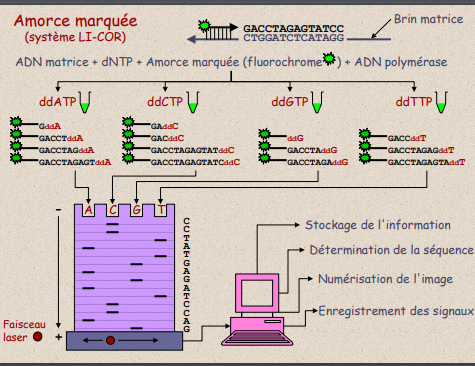 Amorce marquée
(système LI-COR)
GACCTAGAGTATCC
CTGGATCTCATAGG
Brin matrice
ADN matrice + dNTP + Amorce marquée (fluorochrome ) + ADN polymérase
ddATP
ddCTP
ddGTP
ddTTP
GddA
GACCTddA
GACCTAGddA
GACCTAGAGTddA
GAddC
GACddC
GACCTAGAGTATddC
GACCTAGAGTATCddC
ddG
GACCTAddG
GACCTAGAddG
GACCddT
GACCTAGAGddT
GACCTAGAGTAddT
- A C G T
C
C
T
A
T
G
A
G
A
T
C
C
A
G
Stockage de l'information
Détermination de la séquence
Numérisation de l'image
Enregistrement des signaux
Faisceau
laser
+